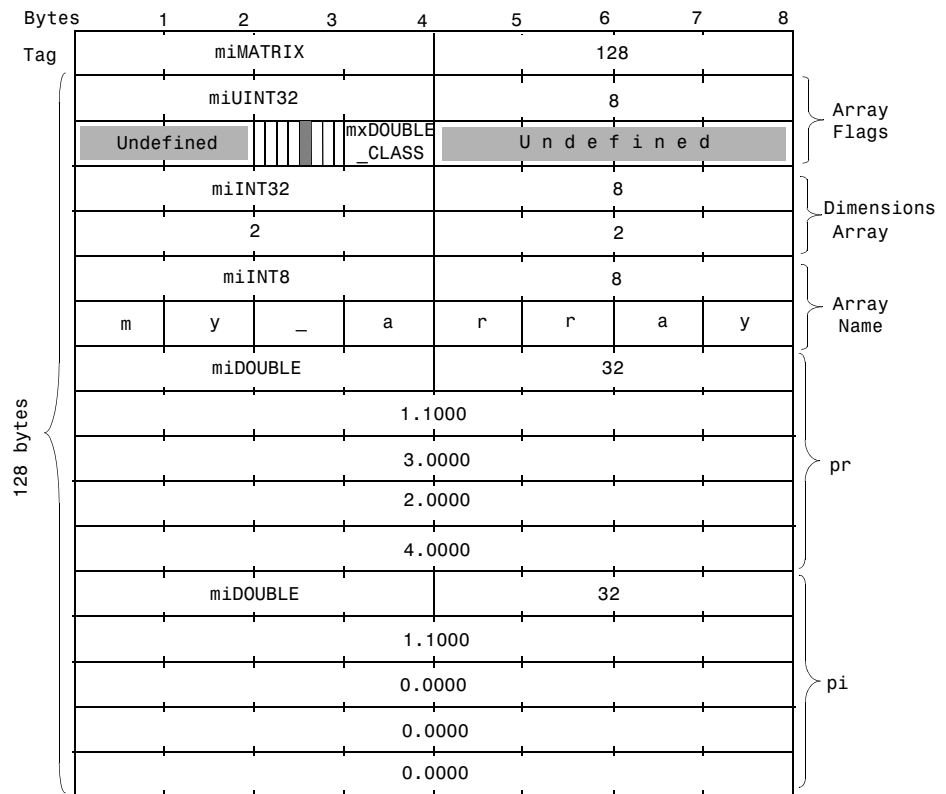 Bytes 1 2 3 4 5 6 7 8
Tag miMATRIX 128
miUINT32 8
Array
Flags
Undefined mxDOUBLE
_CLASS
Undefined
miINT32 8
Dimensions
Array
2 2
miINT8 8
Array
Name
m y _ a r r a y
miDOUBLE 32
1.1000
3.0000
2.0000
4.0000
pr
128 bytes
miDOUBLE 32
1.1000
0.0000
0.0000
0.0000
pi